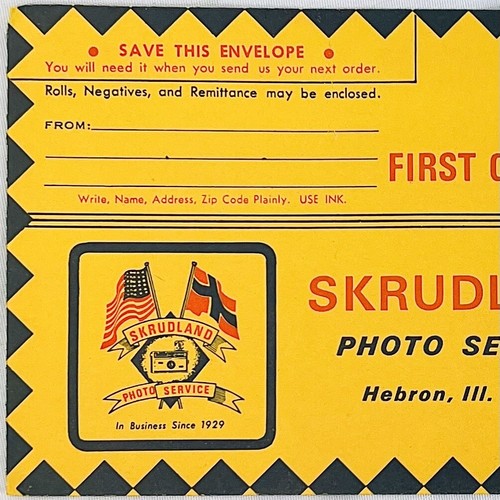 ● SAVE THIS ENVELOPE ●
You will need it when you send us your next order.
Rolls, Negatives, and Remittance may be enclosed.
FROM:
FIRST
Write, Name, Address, Zip Code Plainly. USE INK.
SKRUDLAND
PHOTO SERVICE
In Business Since 1929
SKRUDL
PHOTO SE
Hebron, Ill.